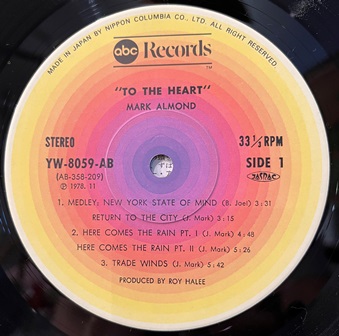 MADE IN JAPAN BY NIPPON COLUMBIA CO., LTD. ALL RIGHT RESERVED.
abc Records
TM
"TO THE HEART"
MARK ALMOND
STEREO
33 1/3 RPM
YW-8059-AB
SIDE 1
(AB-358-209)
JASRAC
Ⓟ 1978. 11
1. MEDLEY; NEW YORK STATE OF MIND (B. Joel) 3:31
RETURN TO THE CITY (J. Mark) 3:15
2. HERE COMES THE RAIN PT. I (J. Mark) 4:48
HERE COMES THE RAIN PT. II (J. Mark) 5:26
3. TRADE WINDS (J. Mark) 5:42
PRODUCED BY ROY HALEE